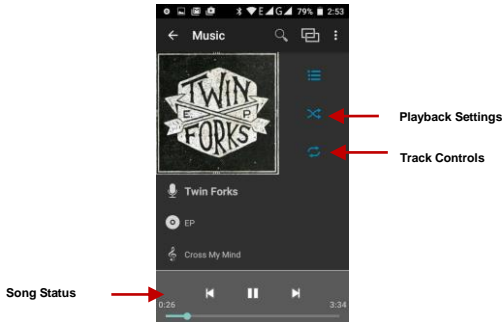 E G 79% 2:53
Music
TWIN
E. P.
FORKS
Playback Settings
Track Controls
Twin Forks
EP
Cross My Mind
Song Status
0:26 3:34